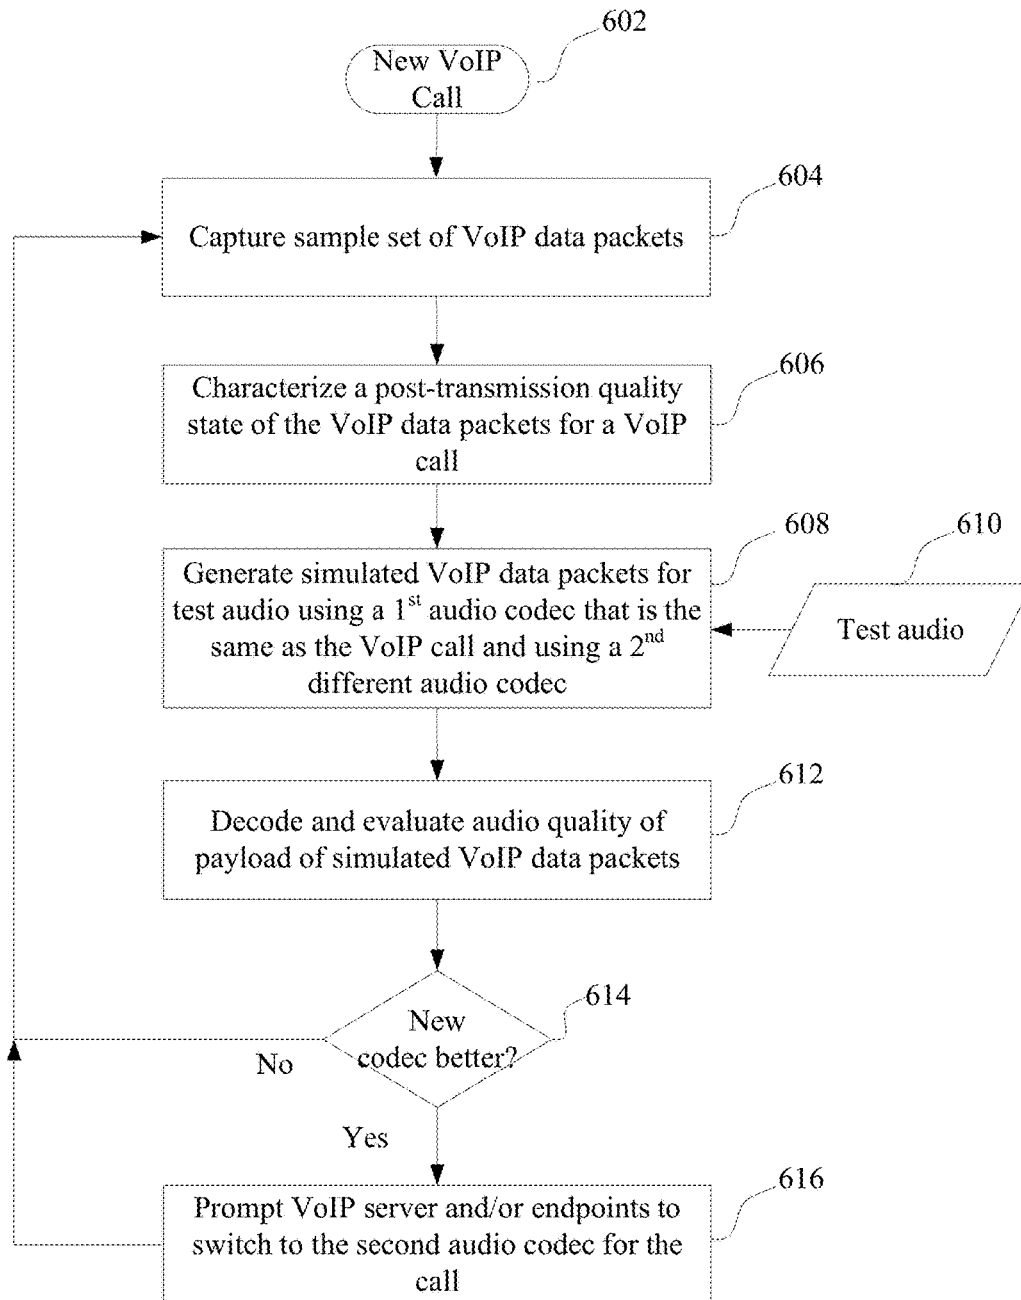 602
New VoIP
Call
604
Capture sample set of VoIP data packets
606
Characterize a post-transmission quality
state of the VoIP data packets for a VoIP
call
608
610
Generate simulated VoIP data packets for
test audio using a 1st audio codec that is the
same as the VoIP call and using a 2nd
different audio codec
Test audio
612
Decode and evaluate audio quality of
payload of simulated VoIP data packets
614
New
codec better?
No
Yes
616
Prompt VoIP server and/or endpoints to
switch to the second audio codec for the
call